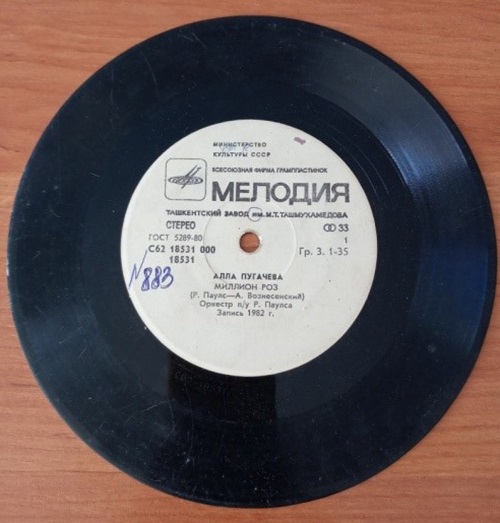 МИНИСТЕРСТВО
КУЛЬТУРЫ СССР
ВСЕСОЮЗНАЯ ФИРМА ГРАМПЛАСТИНОК
МЕЛОДИЯ
ТАШКЕНТСКИЙ ЗАВОД ИМ. М.Т. ТАШМУХАМЕДОВА
СТЕРЕО 33
ГОСТ 5289-80 1
С62 18531 000 Гр. 3. 1-35
18531
N883
АЛЛА ПУГАЧЕВА
МИЛЛИОН РОЗ
(Р. Паулс—А. Вознесенский)
Оркестр п/у Р. Паулса
Запись 1982 г.